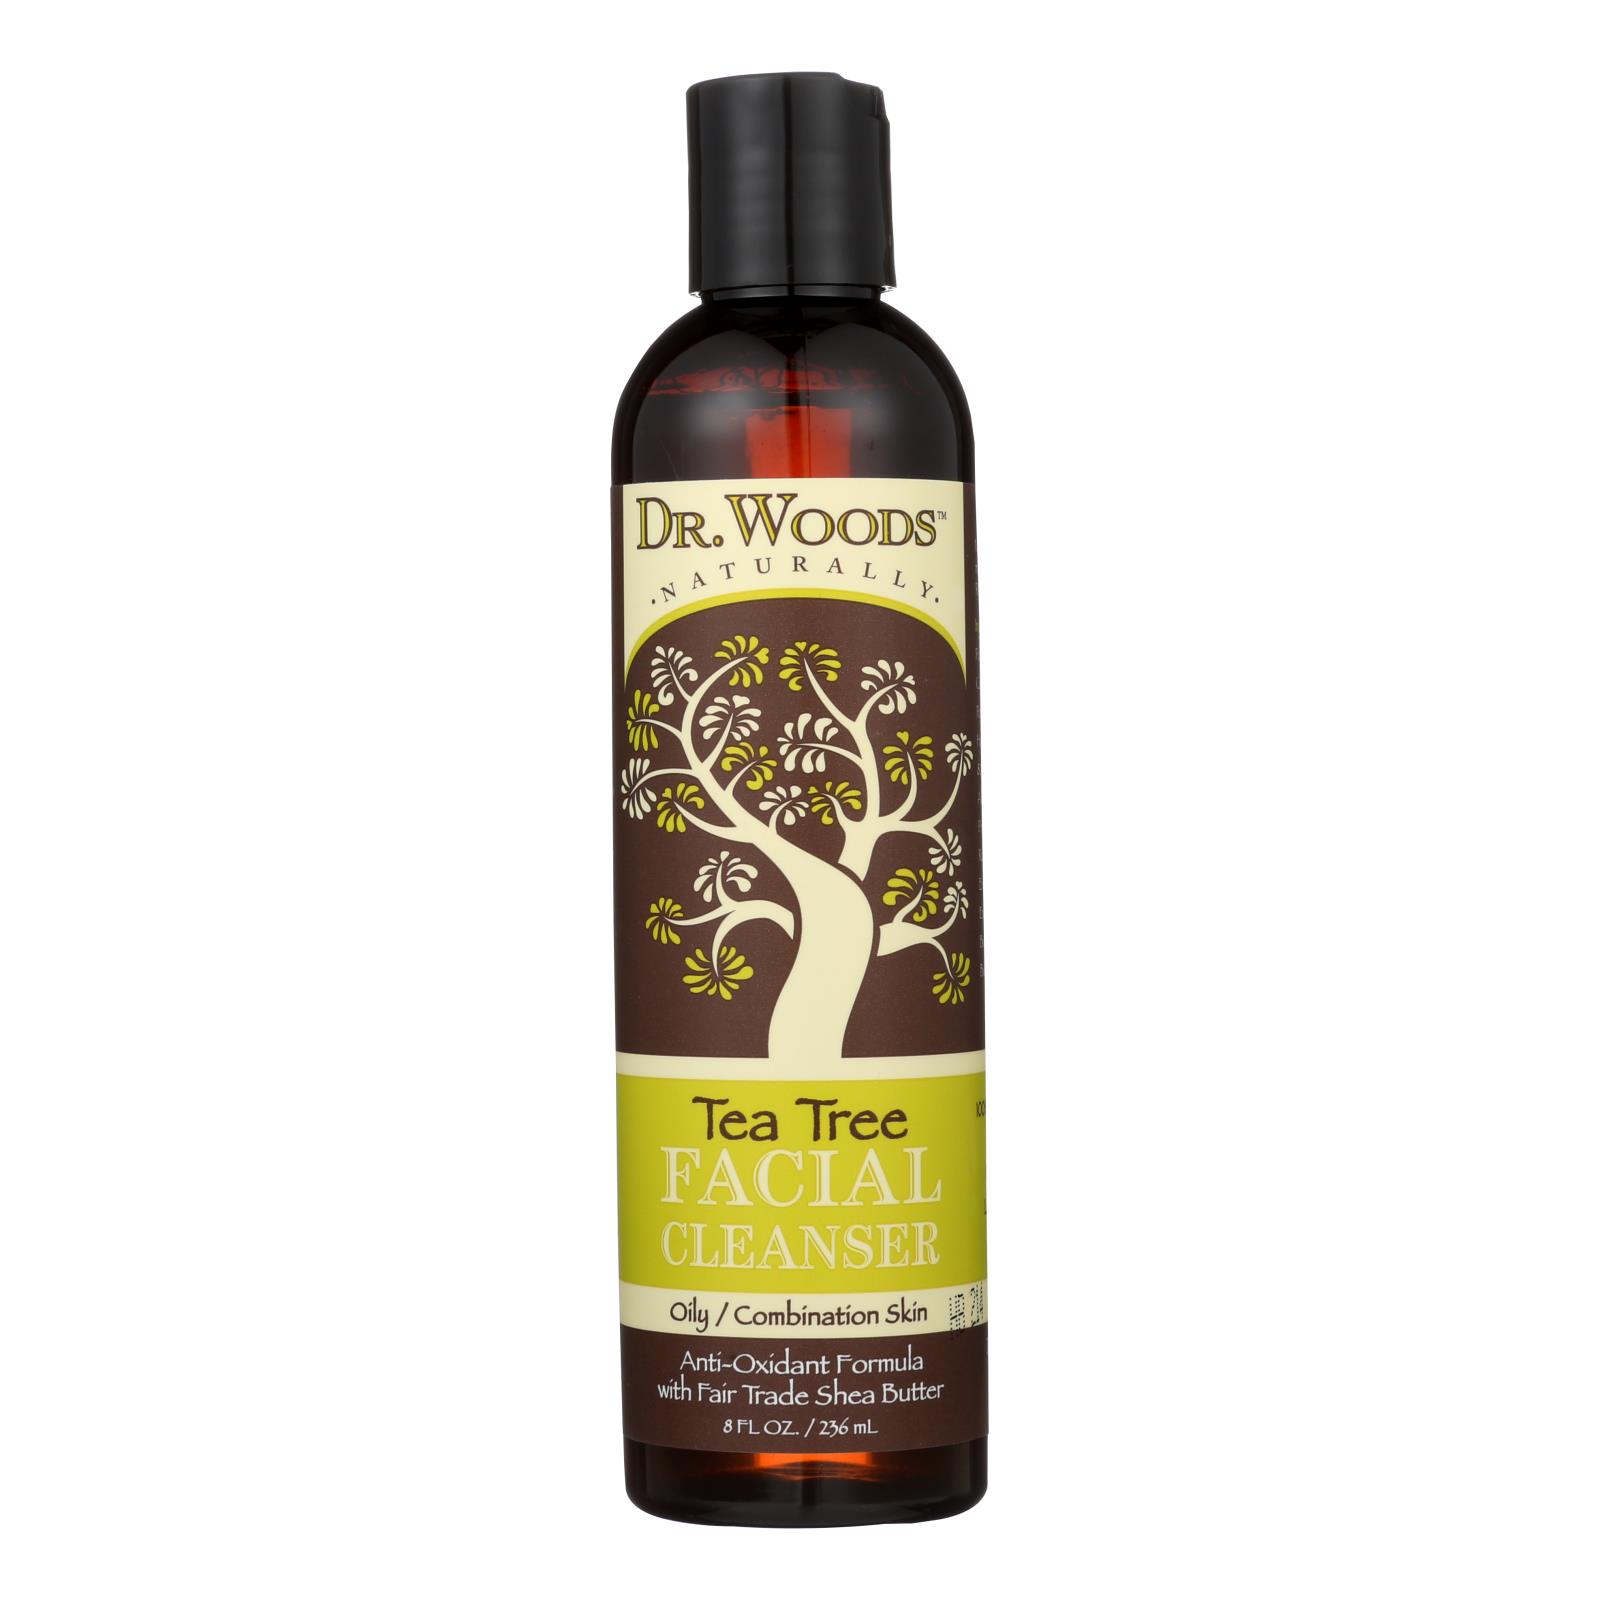 DR. WOODS™
·NATURALLY·
Tea Tree
FACIAL
CLEANSER
Oily / Combination Skin
Anti-Oxidant Formula
with Fair Trade Shea Butter
8 FL OZ. / 236 mL